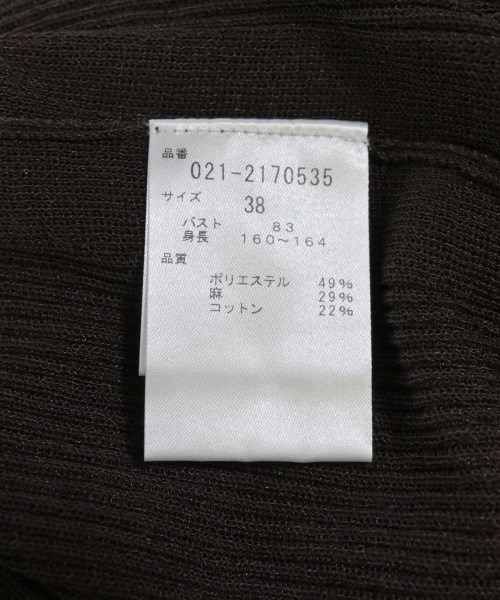 品番
021-2170535
サイズ
38
バスト 83
身長 160～164
品質
ポリエステル 49%
麻 29%
コットン 22%